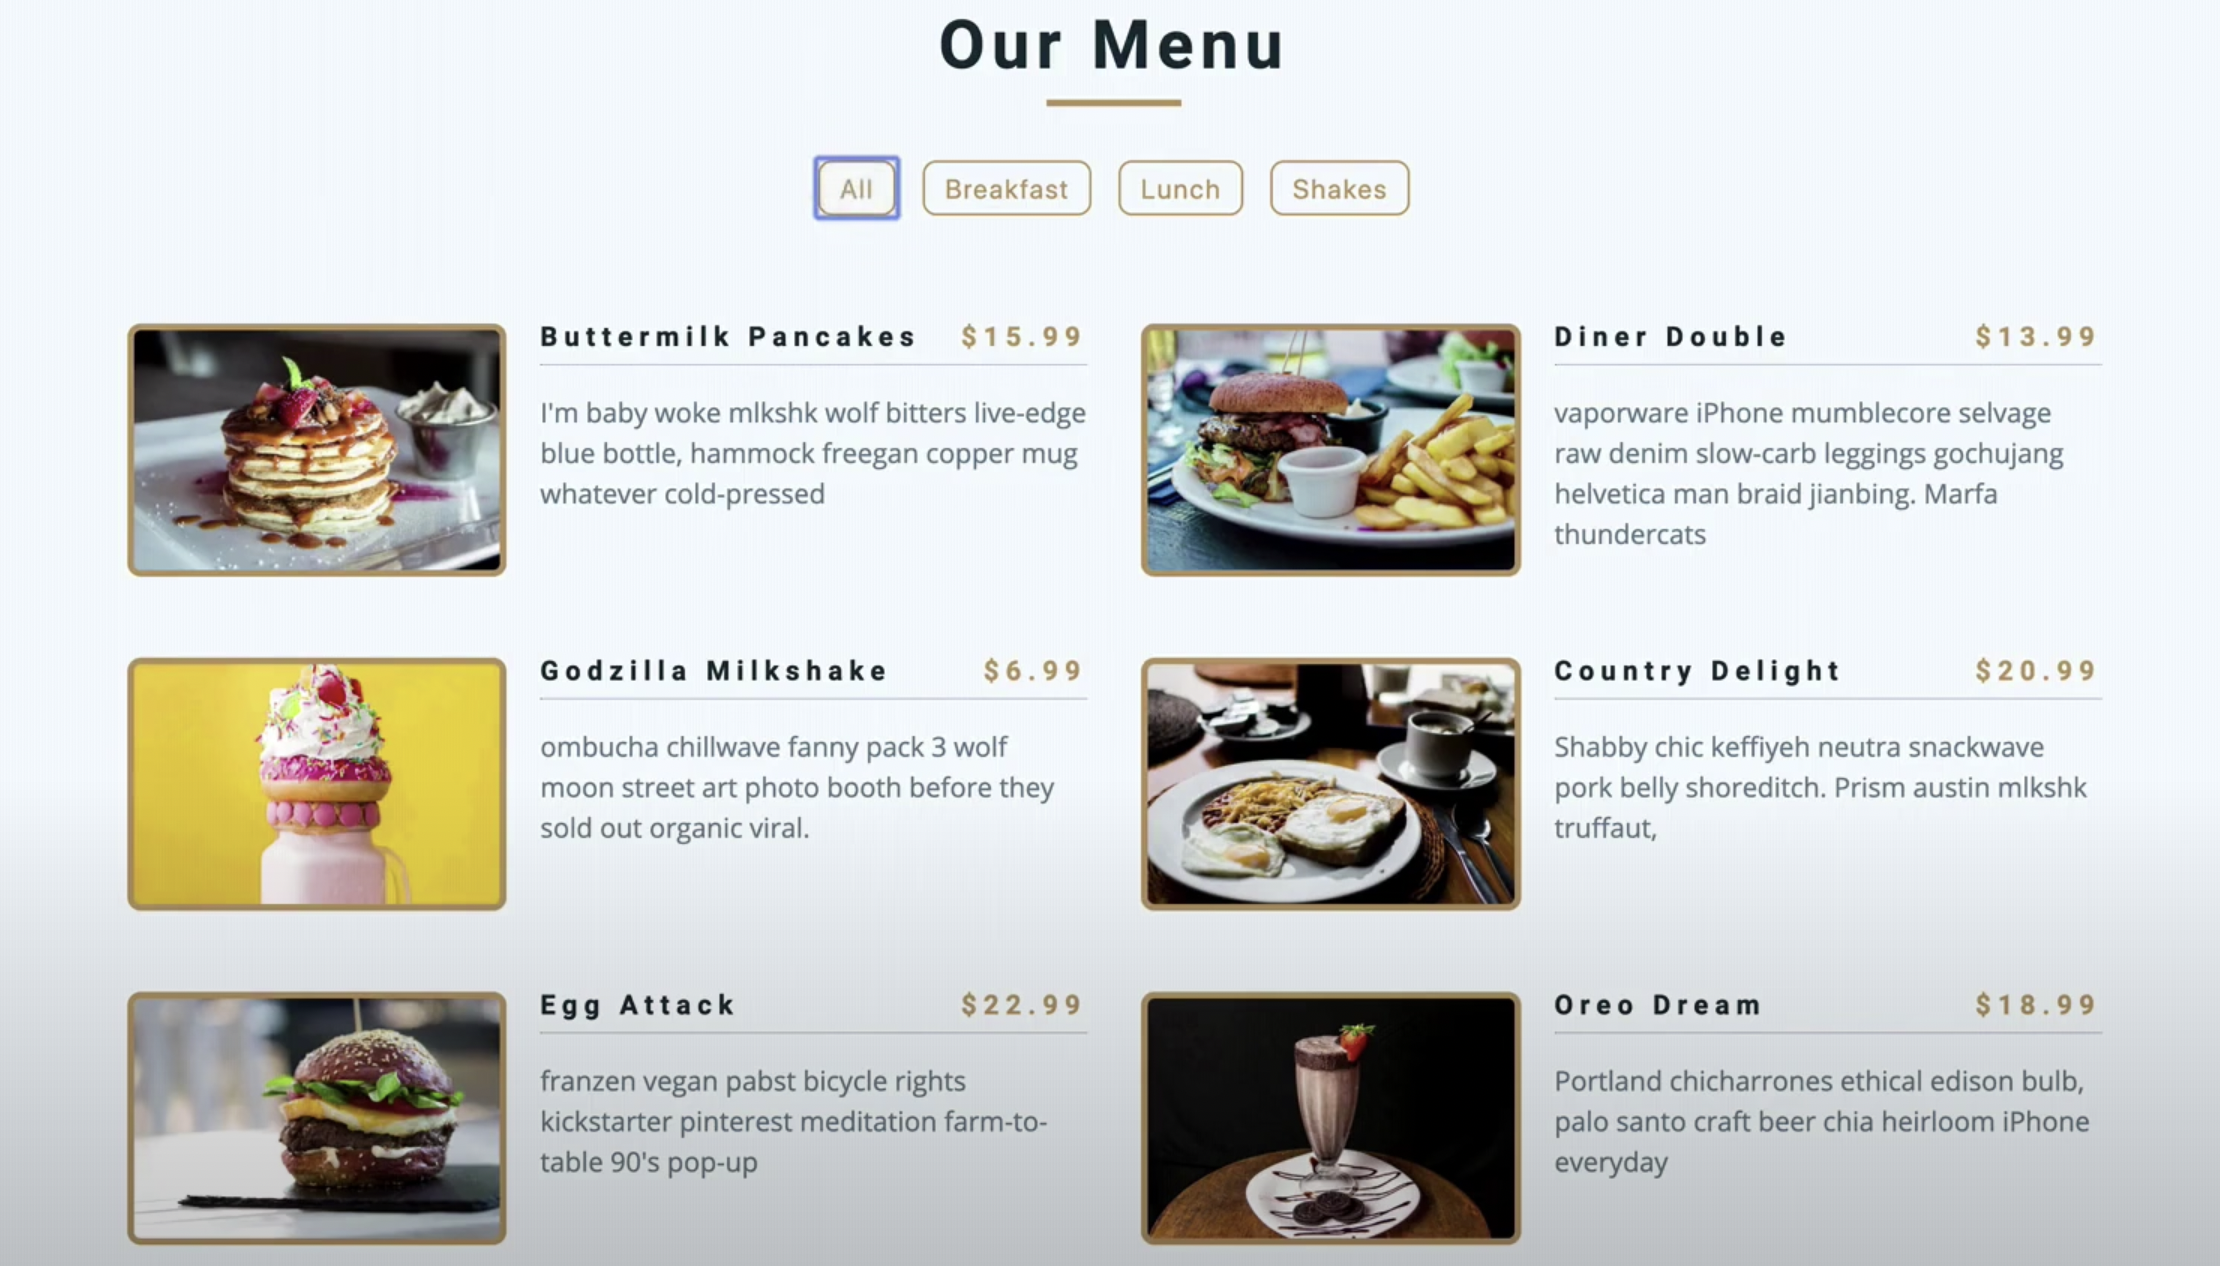 Our Menu
All
Breakfast
Lunch
Shakes
Buttermilk Pancakes $15.99
I'm baby woke mlkshk wolf bitters live-edge
blue bottle, hammock freegan copper mug
whatever cold-pressed
Diner Double $13.99
vaporware iPhone mumblecore selvage
raw denim slow-carb leggings gochujang
helvetica man braid jianbing. Marfa
thundercats
Godzilla Milkshake $6.99
ombucha chillwave fanny pack 3 wolf
moon street art photo booth before they
sold out organic viral.
Country Delight $20.99
Shabby chic keffiyeh neutra snackwave
pork belly shoreditch. Prism austin mlkshk
truffaut,
Egg Attack $22.99
franzen vegan pabst bicycle rights
kickstarter pinterest meditation farm-to-
table 90's pop-up
Oreo Dream $18.99
Portland chicharrones ethical edison bulb,
palo santo craft beer chia heirloom iPhone
everyday